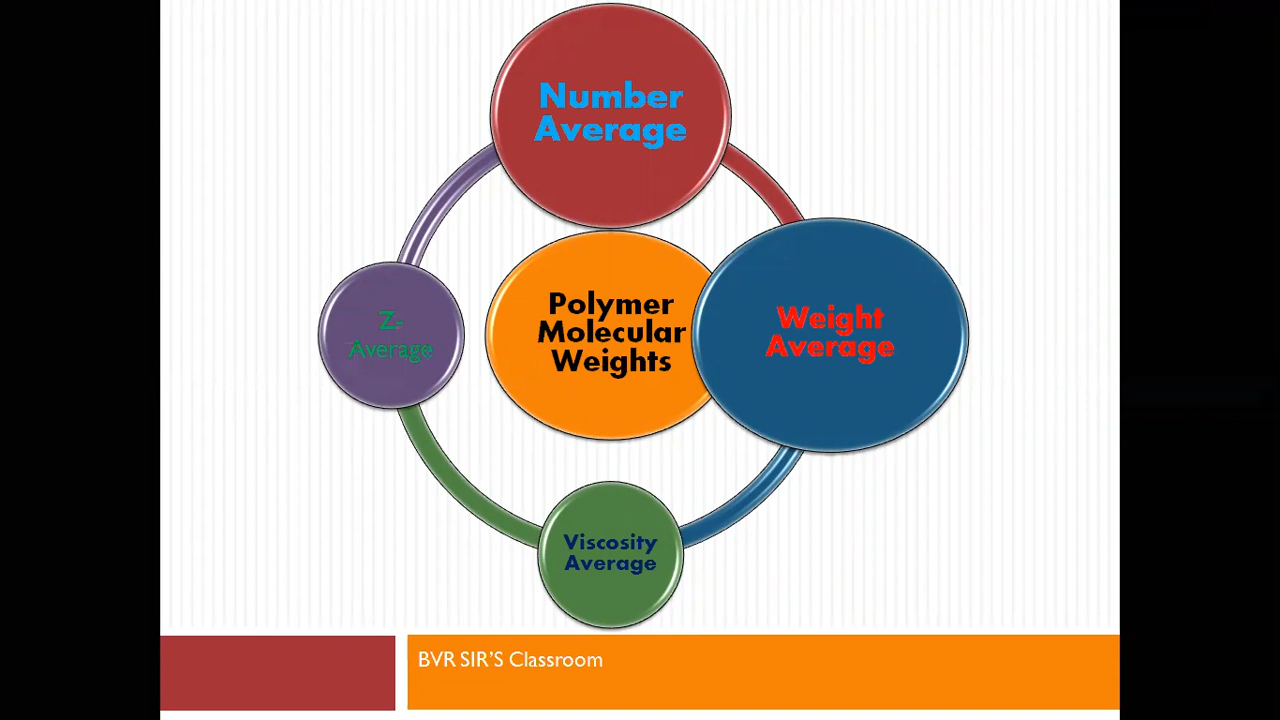 Number
Average
Polymer
Molecular
Weights
Weight
Average
Z-
Average
Viscosity
Average
BVR SIR'S Classroom